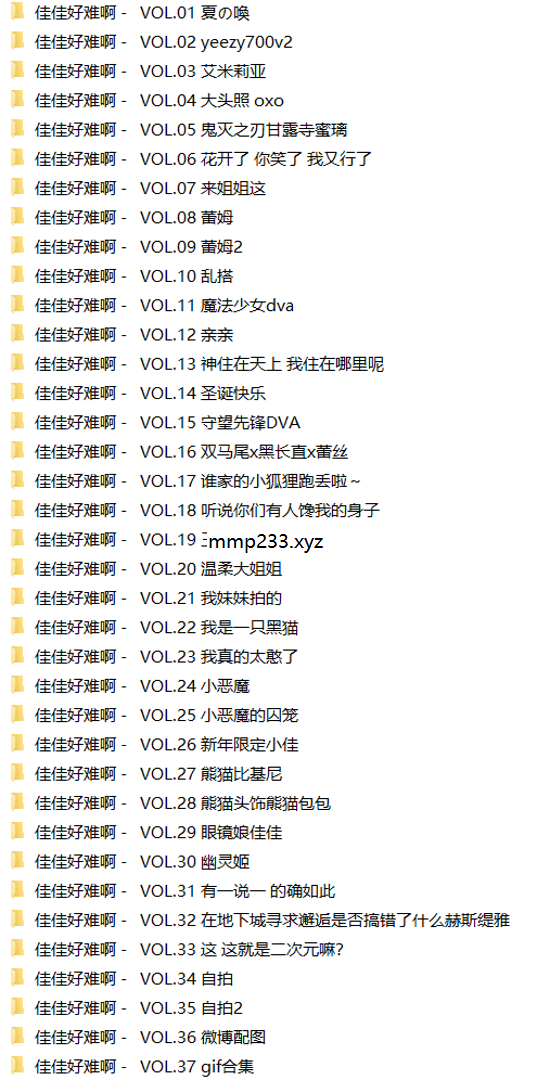 佳佳好难啊 - VOL.01 夏の唤
佳佳好难啊 - VOL.02 yeezy700v2
佳佳好难啊 - VOL.03 艾米莉亚
佳佳好难啊 - VOL.04 大头照 oxo
佳佳好难啊 - VOL.05 鬼灭之刃甘露寺蜜璃
佳佳好难啊 - VOL.06 花开了 你笑了 我又行了
佳佳好难啊 - VOL.07 来姐姐这
佳佳好难啊 - VOL.08 蕾姆
佳佳好难啊 - VOL.09 蕾姆2
佳佳好难啊 - VOL.10 乱搭
佳佳好难啊 - VOL.11 魔法少女dva
佳佳好难啊 - VOL.12 亲亲
佳佳好难啊 - VOL.13 神住在天上 我住在哪里呢
佳佳好难啊 - VOL.14 圣诞快乐
佳佳好难啊 - VOL.15 守望先锋DVA
佳佳好难啊 - VOL.16 双马尾x黑长直x蕾丝
佳佳好难啊 - VOL.17 谁家的小狐狸跑丢啦～
佳佳好难啊 - VOL.18 听说你们有人馋我的身子
佳佳好难啊 - VOL.19 mmp233.xyz
佳佳好难啊 - VOL.20 温柔大姐姐
佳佳好难啊 - VOL.21 我妹妹拍的
佳佳好难啊 - VOL.22 我是一只黑猫
佳佳好难啊 - VOL.23 我真的太憨了
佳佳好难啊 - VOL.24 小恶魔
佳佳好难啊 - VOL.25 小恶魔的囚笼
佳佳好难啊 - VOL.26 新年限定小佳
佳佳好难啊 - VOL.27 熊猫比基尼
佳佳好难啊 - VOL.28 熊猫头饰熊猫包包
佳佳好难啊 - VOL.29 眼镜娘佳佳
佳佳好难啊 - VOL.30 幽灵姬
佳佳好难啊 - VOL.31 有一说一 的确如此
佳佳好难啊 - VOL.32 在地下城寻求邂逅是否搞错了什么赫斯缇雅
佳佳好难啊 - VOL.33 这 这就是二次元嘛?
佳佳好难啊 - VOL.34 自拍
佳佳好难啊 - VOL.35 自拍2
佳佳好难啊 - VOL.36 微博配图
佳佳好难啊 - VOL.37 gif合集